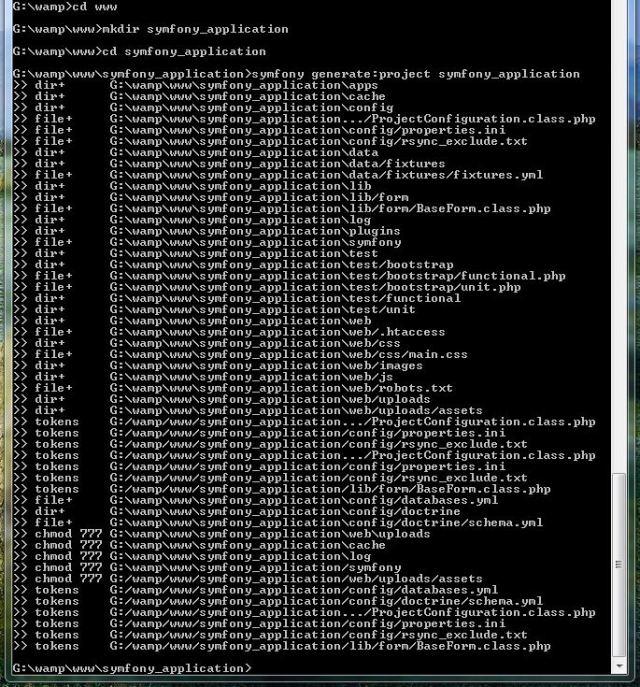 G:\wamp>cd www
G:\wamp\www>mkdir symfony_application
G:\wamp\www>cd symfony_application
G:\wamp\www\symfony_application>symfony generate:project symfony_application
>> dir+ G:\wamp\www\symfony_application\apps
>> dir+ G:\wamp\www\symfony_application\cache
>> dir+ G:\wamp\www\symfony_application\config
>> file+ G:\wamp\www\symfony_application.../ProjectConfiguration.class.php
>> file+ G:\wamp\www\symfony_application\config/properties.ini
>> file+ G:\wamp\www\symfony_application\config/rsync_exclude.txt
>> dir+ G:\wamp\www\symfony_application\data
>> dir+ G:\wamp\www\symfony_application\data/fixtures
>> file+ G:\wamp\www\symfony_application\data/fixtures/fixtures.yml
>> dir+ G:\wamp\www\symfony_application\lib
>> dir+ G:\wamp\www\symfony_application\lib/form
>> file+ G:\wamp\www\symfony_application\lib/form/BaseForm.class.php
>> dir+ G:\wamp\www\symfony_application\log
>> dir+ G:\wamp\www\symfony_application\plugins
>> file+ G:\wamp\www\symfony_application\symfony
>> dir+ G:\wamp\www\symfony_application\test
>> dir+ G:\wamp\www\symfony_application\test/bootstrap
>> file+ G:\wamp\www\symfony_application\test/bootstrap/functional.php
>> file+ G:\wamp\www\symfony_application\test/bootstrap/unit.php
>> dir+ G:\wamp\www\symfony_application\test/functional
>> dir+ G:\wamp\www\symfony_application\test/unit
>> dir+ G:\wamp\www\symfony_application\web
>> file+ G:\wamp\www\symfony_application\web/.htaccess
>> dir+ G:\wamp\www\symfony_application\web/css
>> file+ G:\wamp\www\symfony_application\web/css/main.css
>> dir+ G:\wamp\www\symfony_application\web/images
>> dir+ G:\wamp\www\symfony_application\web/js
>> file+ G:\wamp\www\symfony_application\web/robots.txt
>> dir+ G:\wamp\www\symfony_application\web/uploads
>> dir+ G:\wamp\www\symfony_application\web/uploads/assets
>> tokens G:/wamp/www/symfony_application.../ProjectConfiguration.class.php
>> tokens G:/wamp/www/symfony_application/config/properties.ini
>> tokens G:/wamp/www/symfony_application/config/rsync_exclude.txt
>> tokens G:/wamp/www/symfony_application.../ProjectConfiguration.class.php
>> tokens G:/wamp/www/symfony_application/config/properties.ini
>> tokens G:/wamp/www/symfony_application/config/rsync_exclude.txt
>> tokens G:/wamp/www/symfony_application/lib/form/BaseForm.class.php
>> file+ G:\wamp\www\symfony_application\config/databases.yml
>> dir+ G:\wamp\www\symfony_application\config/doctrine
>> file+ G:\wamp\www\symfony_application\config/doctrine/schema.yml
>> chmod 777 G:\wamp\www\symfony_application\web\uploads
>> chmod 777 G:\wamp\www\symfony_application\cache
>> chmod 777 G:\wamp\www\symfony_application\log
>> chmod 777 G:\wamp\www\symfony_application/symfony
>> chmod 777 G:/wamp/www/symfony_application/web/uploads/assets
>> tokens G:/wamp/www/symfony_application/config/databases.yml
>> tokens G:/wamp/www/symfony_application/config/doctrine/schema.yml
>> tokens G:/wamp/www/symfony_application.../ProjectConfiguration.class.php
>> tokens G:/wamp/www/symfony_application/config/properties.ini
>> tokens G:/wamp/www/symfony_application/config/rsync_exclude.txt
>> tokens G:/wamp/www/symfony_application/lib/form/BaseForm.class.php
G:\wamp\www\symfony_application>